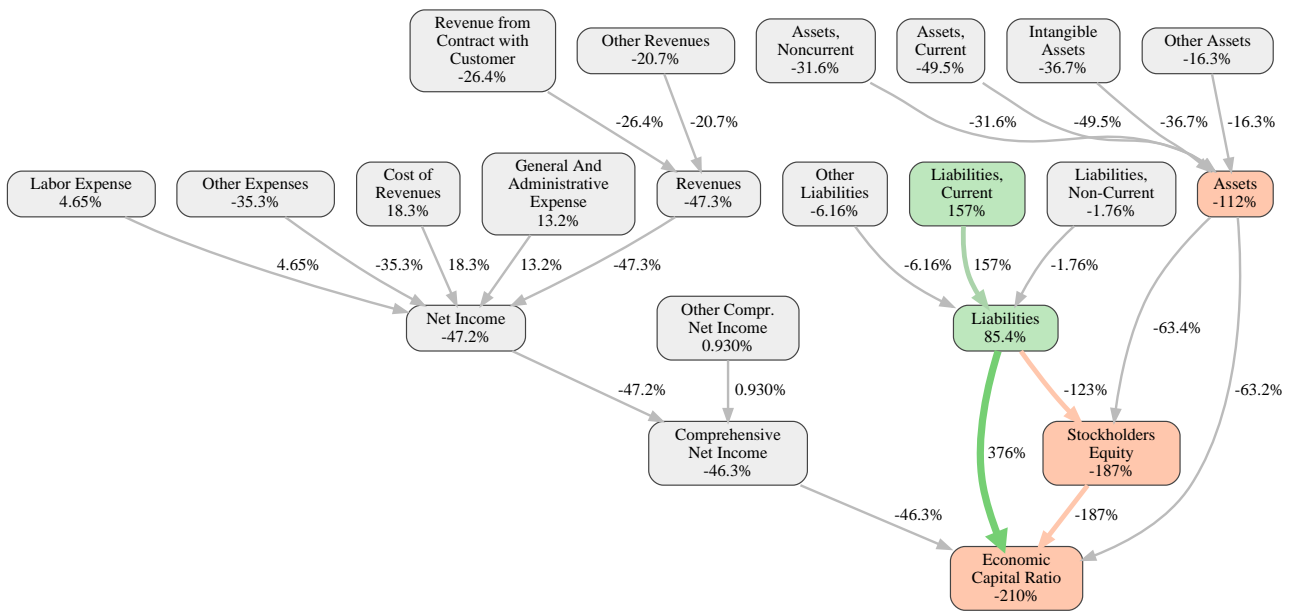 Revenue from
Contract with
Customer
-26.4%
Other Revenues
-20.7%
Assets,
Noncurrent
-31.6%
Assets,
Current
-49.5%
Intangible
Assets
-36.7%
Other Assets
-16.3%
-26.4%
-20.7%
-31.6%
-49.5%
-36.7%
-16.3%
Labor Expense
4.65%
Other Expenses
-35.3%
Cost of
Revenues
18.3%
General And
Administrative
Expense
13.2%
Revenues
-47.3%
Other
Liabilities
-6.16%
Liabilities,
Current
157%
Liabilities,
Non-Current
-1.76%
Assets
-112%
4.65%
-35.3%
18.3%
13.2%
-47.3%
-6.16%
157%
-1.76%
Net Income
-47.2%
Other Compr.
Net Income
0.930%
Liabilities
85.4%
-63.4%
-47.2%
0.930%
-123%
-63.2%
Comprehensive
Net Income
-46.3%
376%
Stockholders
Equity
-187%
-46.3%
-187%
Economic
Capital Ratio
-210%